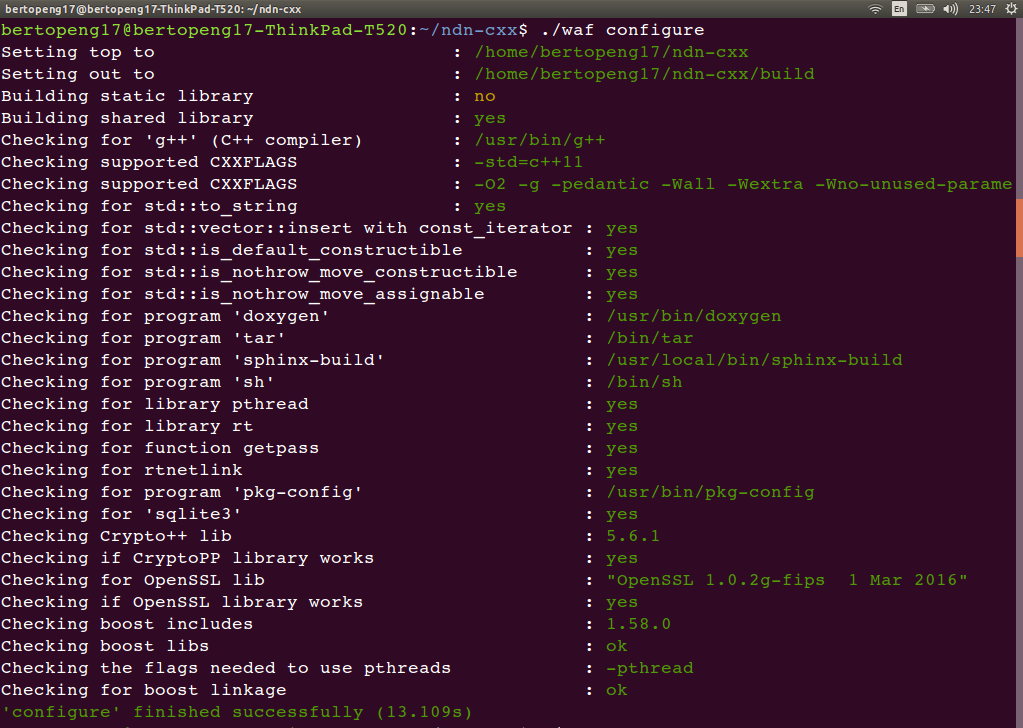 bertopeng17@bertopeng17-ThinkPad-T520: ~/ndn-cxx En 23:47
bertopeng17@bertopeng17-ThinkPad-T520:~/ndn-cxx$ ./waf configure
Setting top to : /home/bertopeng17/ndn-cxx
Setting out to : /home/bertopeng17/ndn-cxx/build
Building static library : no
Building shared library : yes
Checking for 'g++' (C++ compiler) : /usr/bin/g++
Checking supported CXXFLAGS : -std=c++11
Checking supported CXXFLAGS : -O2 -g -pedantic -Wall -Wextra -Wno-unused-parame
Checking for std::to_string : yes
Checking for std::vector::insert with const_iterator : yes
Checking for std::is_default_constructible : yes
Checking for std::is_nothrow_move_constructible : yes
Checking for std::is_nothrow_move_assignable : yes
Checking for program 'doxygen' : /usr/bin/doxygen
Checking for program 'tar' : /bin/tar
Checking for program 'sphinx-build' : /usr/local/bin/sphinx-build
Checking for program 'sh' : /bin/sh
Checking for library pthread : yes
Checking for library rt : yes
Checking for function getpass : yes
Checking for rtnetlink : yes
Checking for program 'pkg-config' : /usr/bin/pkg-config
Checking for 'sqlite3' : yes
Checking Crypto++ lib : 5.6.1
Checking if CryptoPP library works : yes
Checking for OpenSSL lib : "OpenSSL 1.0.2g-fips  1 Mar 2016"
Checking if OpenSSL library works : yes
Checking boost includes : 1.58.0
Checking boost libs : ok
Checking the flags needed to use pthreads : -pthread
Checking for boost linkage : ok
'configure' finished successfully (13.109s)